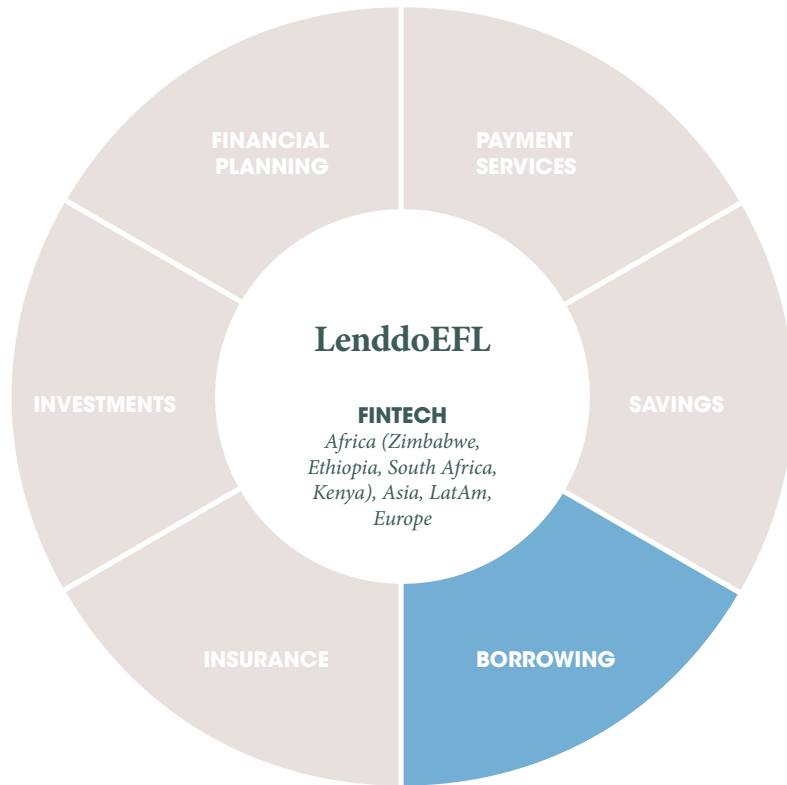 FINANCIAL
PLANNING
PAYMENT
SERVICES
LenddoEFL
INVESTMENTS
SAVINGS
FINTECH
Africa (Zimbabwe,
Ethiopia, South Africa,
Kenya), Asia, LatAm,
Europe
INSURANCE
BORROWING